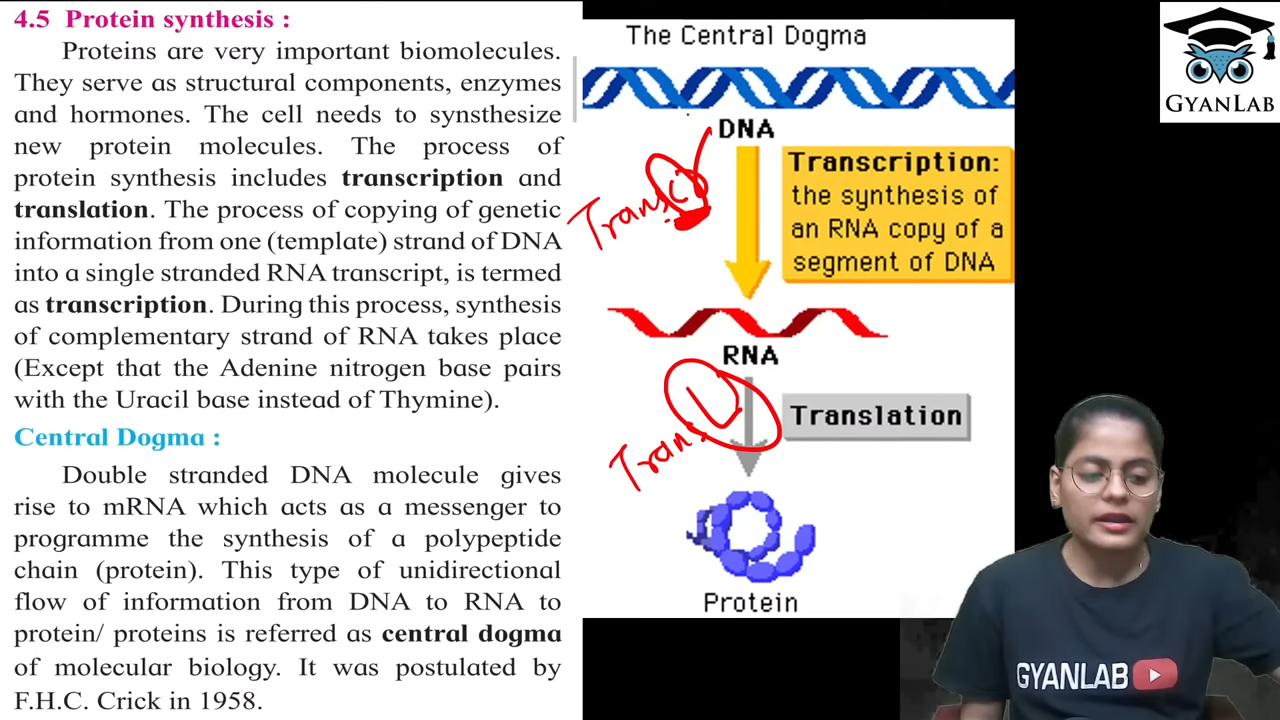 4.5 Protein synthesis :
Proteins are very important biomolecules.
They serve as structural components, enzymes
and hormones. The cell needs to synsthesize
new protein molecules. The process of
protein synthesis includes transcription and
translation. The process of copying of genetic
information from one (template) strand of DNA
into a single stranded RNA transcript, is termed
as transcription. During this process, synthesis
of complementary strand of RNA takes place
(Except that the Adenine nitrogen base pairs
with the Uracil base instead of Thymine).
Central Dogma :
Double stranded DNA molecule gives
rise to mRNA which acts as a messenger to
programme the synthesis of a polypeptide
chain (protein). This type of unidirectional
flow of information from DNA to RNA to
protein/ proteins is referred as central dogma
of molecular biology. It was postulated by
F.H.C. Crick in 1958.
The Central Dogma
DNA
Transcription:
the synthesis of
an RNA copy of a
segment of DNA
RNA
Translation
Protein
GYANLAB
GYANLAB